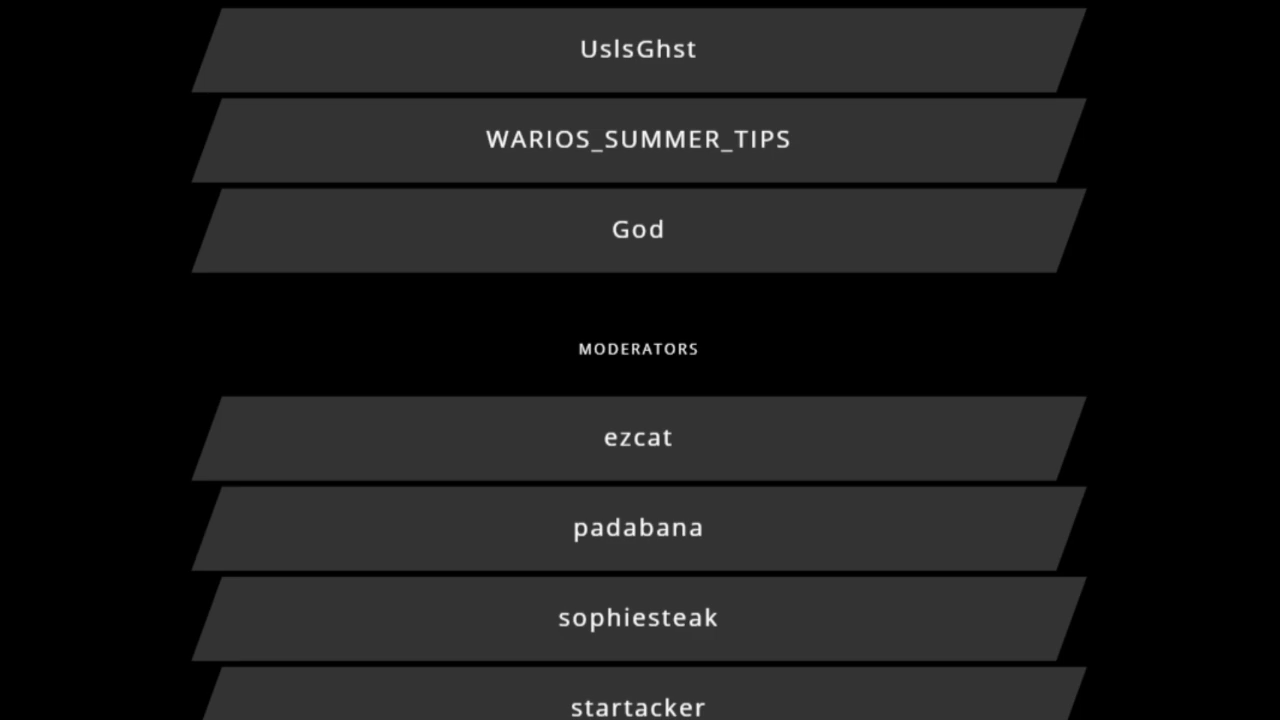 UslsGhst
WARIOS_SUMMER_TIPS
God
MODERATORS
ezcat
padabana
sophiesteak
startacker